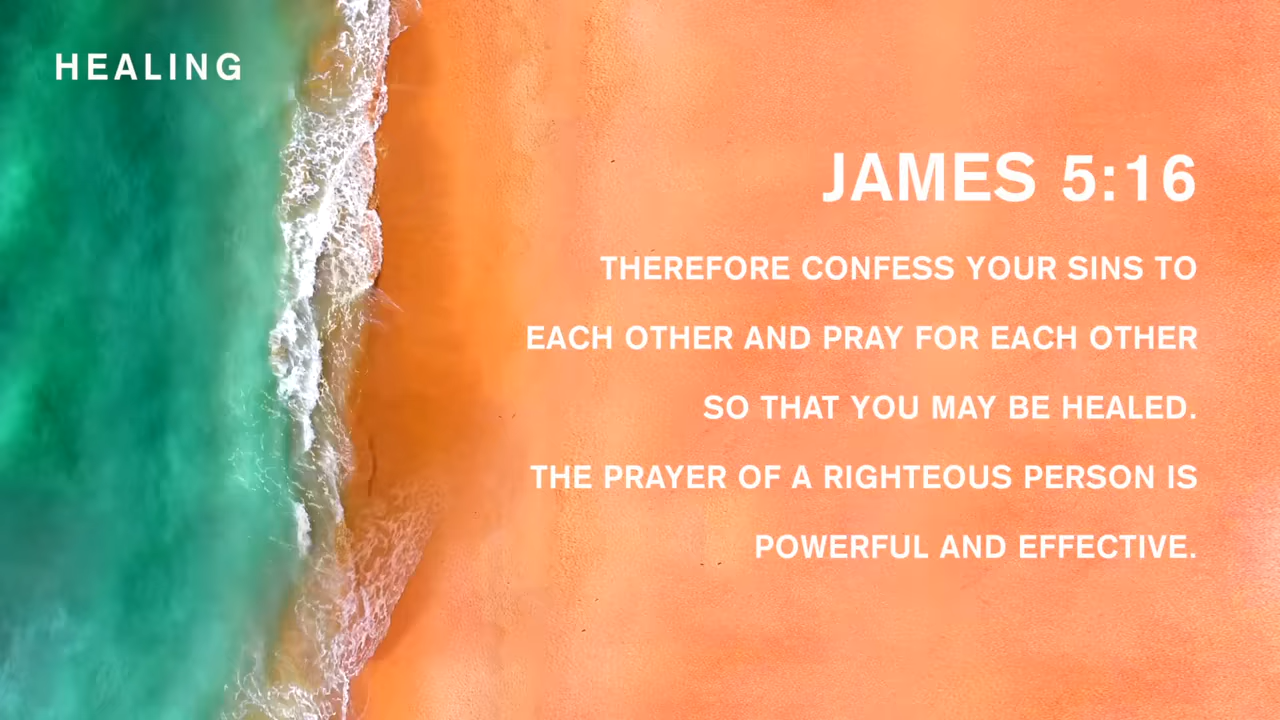 HEALING
JAMES 5:16
THEREFORE CONFESS YOUR SINS TO
EACH OTHER AND PRAY FOR EACH OTHER
SO THAT YOU MAY BE HEALED.
THE PRAYER OF A RIGHTEOUS PERSON IS
POWERFUL AND EFFECTIVE.